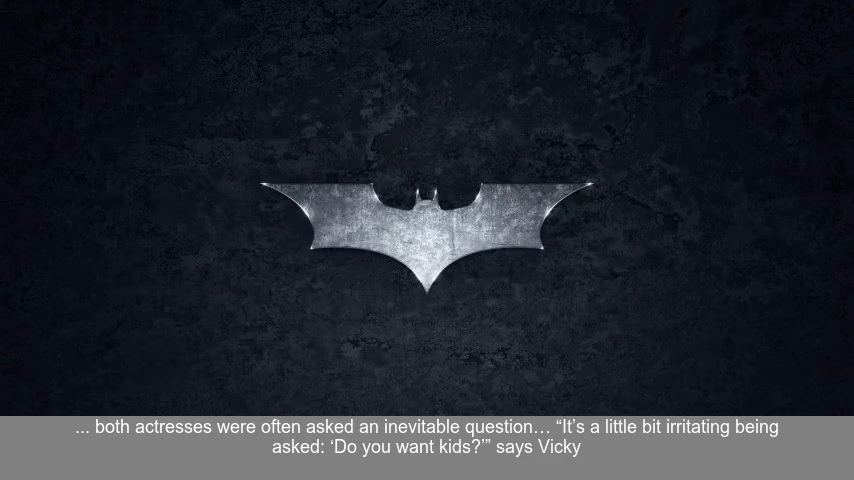 ... both actresses were often asked an inevitable question… “It’s a little bit irritating being
asked: ‘Do you want kids?’” says Vicky